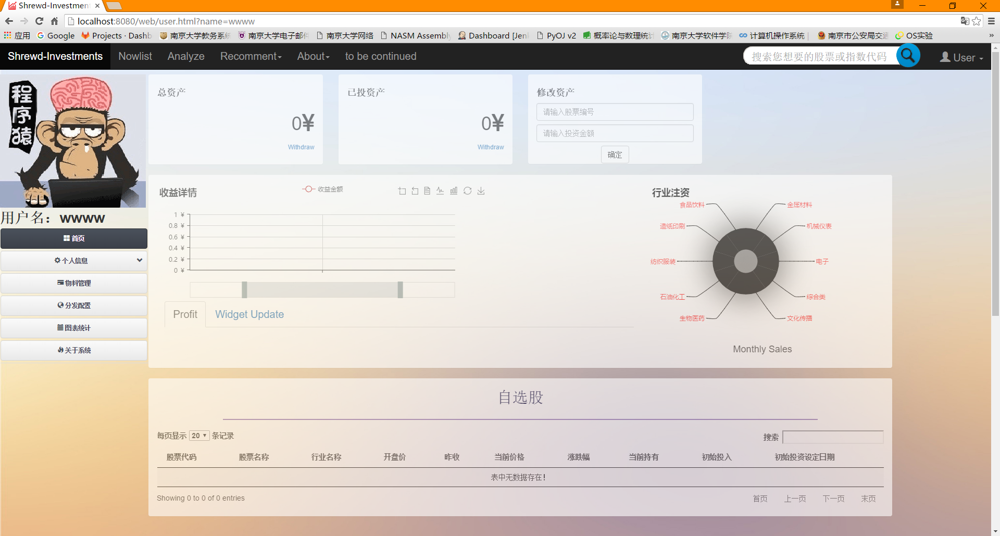 Shrewd-Investment
localhost:8080/web/user.html?name=wwww
应用 Google Projects · Dashb 南京大学教务系统 南京大学电子邮件 南京大学网络 NASM Assembly Dashboard [Jenk PyOJ v2 概率论与数理统计 南京大学软件学院 计算机操作系统 | 南京市公安局交通 OS实验 »
Shrewd-Investments Nowlist Analyze Recomment About to be continued 搜索您想要的股票或指数代码 User
程序猿
总资产
0¥
Withdraw
已投资产
0¥
Withdraw
修改资产
请输入股票编号
请输入投资金额
确定
用户名：wwww
首页
个人信息
物料管理
分发配置
图表统计
关于系统
收益详情
收益金额
1 ¥
0.8 ¥
0.6 ¥
0.4 ¥
0.2 ¥
0 ¥
Profit Widget Update
行业注资
食品饮料 金属材料
造纸印刷 机械仪表
纺织服装 电子
石油化工 综合类
生物医药 文化传播
Monthly Sales
自选股
每页显示 20 条记录 搜索
股票代码 股票名称 行业名称 开盘价 昨收 当前价格 涨跌幅 当前持有 初始投入 初始投资设定日期
表中无数据存在！
Showing 0 to 0 of 0 entries 首页 上一页 下一页 末页